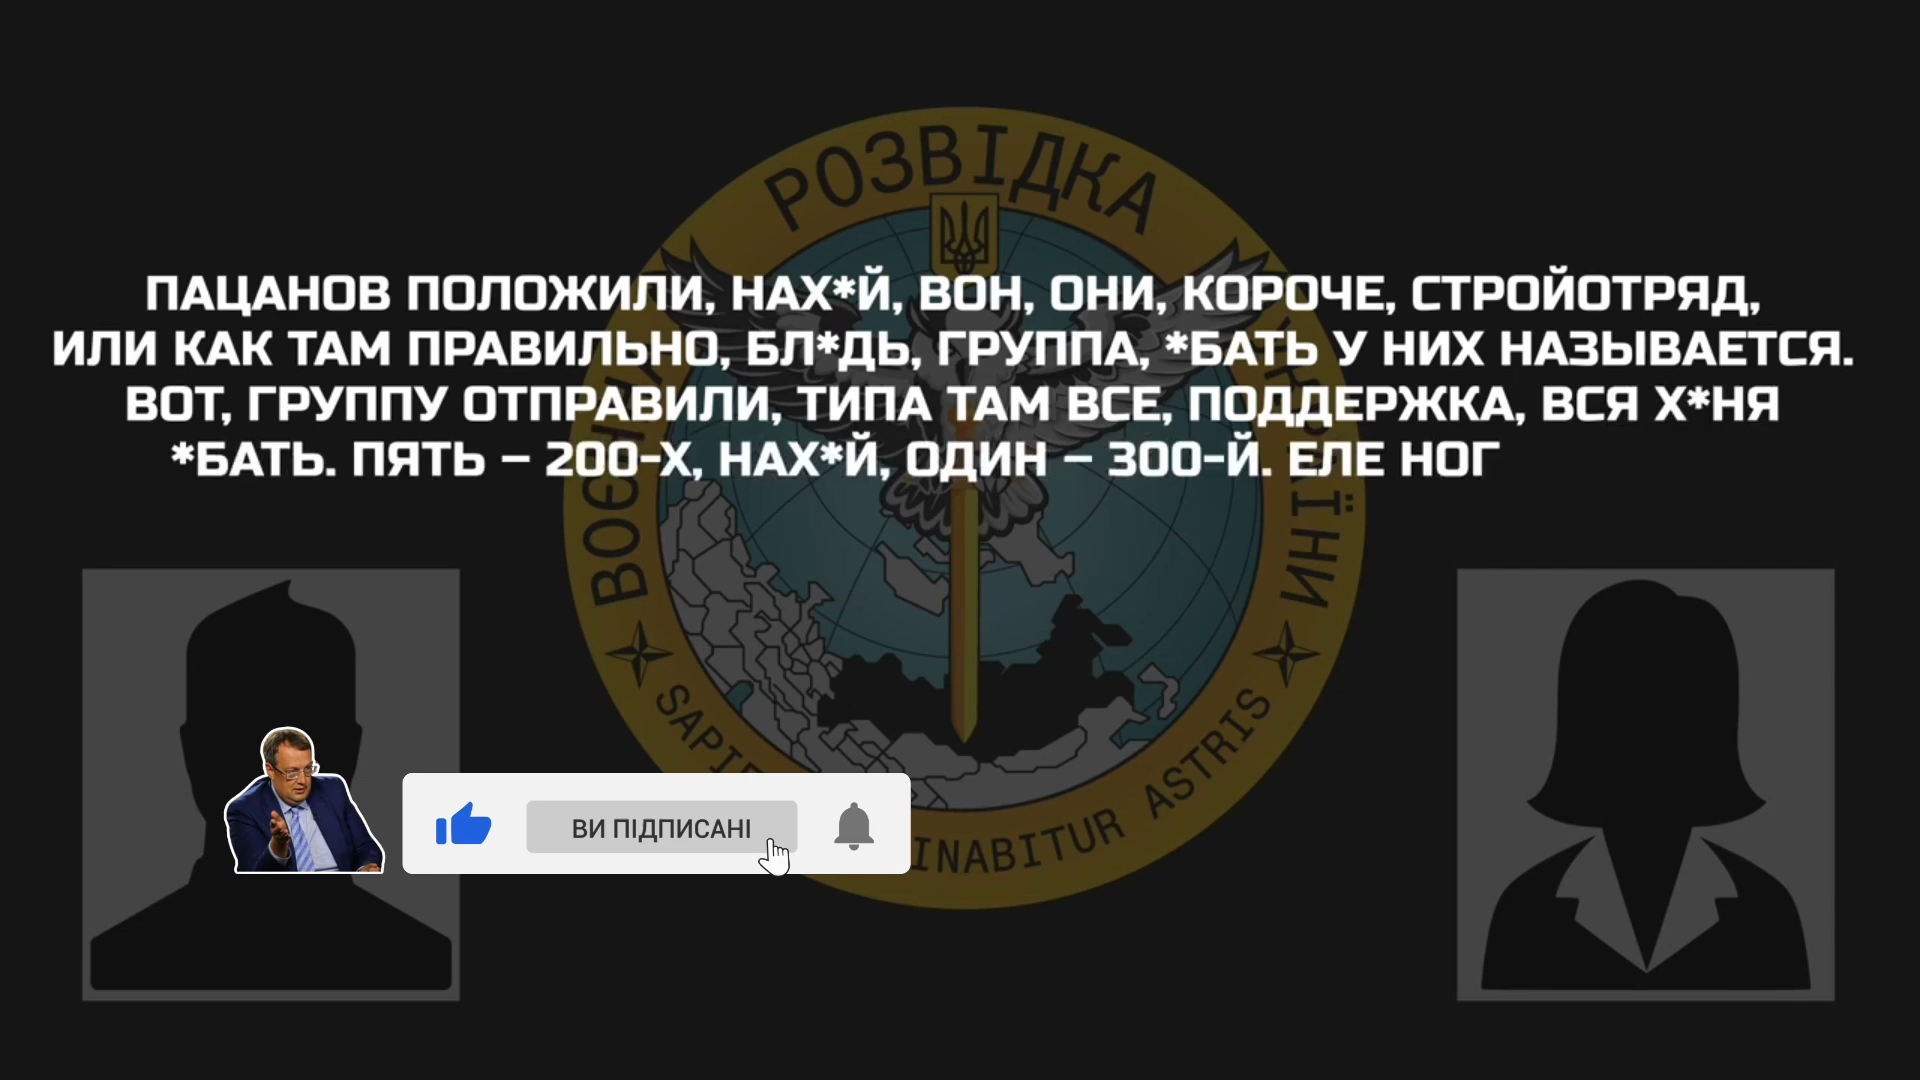 РОЗВІДКА
ПАЦАНОВ ПОЛОЖИЛИ, НАХ*Й, ВОН, ОНИ, КОРОЧЕ, СТРОЙОТРЯД,
ИЛИ КАК ТАМ ПРАВИЛЬНО, БЛ*ДЬ, ГРУППА, *БАТЬ У НИХ НАЗЫВАЕТСЯ.
ВОТ, ГРУППУ ОТПРАВИЛИ, ТИПА ТАМ ВСЕ, ПОДДЕРЖКА, ВСЯ Х*НЯ
*БАТЬ. ПЯТЬ – 200-Х, НАХ*Й, ОДИН – 300-Й. ЕЛЕ НОГ
ВИ ПІДПИСАНІ
ASTRIS